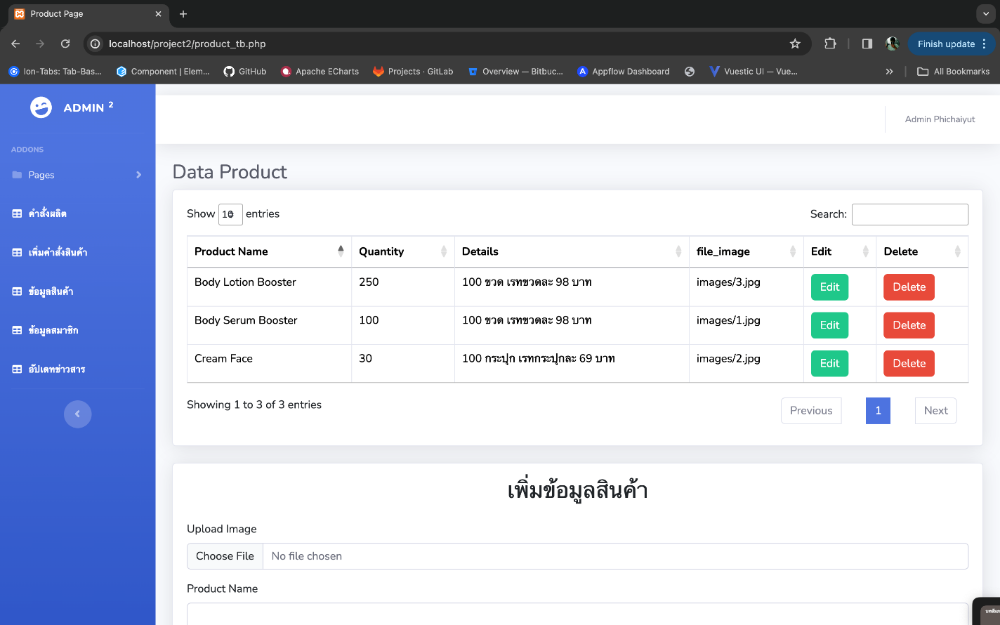 Product Page
localhost/project2/product_tb.php
Finish update
Ion-Tabs: Tab-Bas...
Component | Elem...
GitHub
Apache ECharts
Projects · GitLab
Overview — Bitbuc...
Appflow Dashboard
Vuestic UI — Vue...
All Bookmarks
ADMIN 2
Admin Phichaiyut
ADDONS
Pages
คำสั่งผลิต
เพิ่มคำสั่งสินค้า
ข้อมูลสินค้า
ข้อมูลสมาชิก
อัปเดทข่าวสาร
Data Product
Show 10 entries
Search:
Product Name Quantity Details file_image Edit Delete
Body Lotion Booster 250 100 ขวด เรทขวดละ 98 บาท images/3.jpg Edit Delete
Body Serum Booster 100 100 ขวด เรทขวดละ 98 บาท images/1.jpg Edit Delete
Cream Face 30 100 กระปุก เรทกระปุกละ 69 บาท images/2.jpg Edit Delete
Showing 1 to 3 of 3 entries
Previous 1 Next
เพิ่มข้อมูลสินค้า
Upload Image
Choose File No file chosen
Product Name